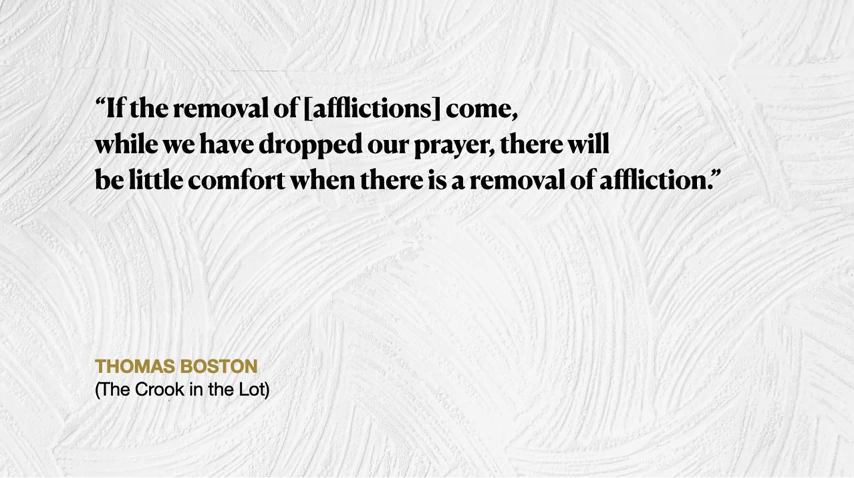 “If the removal of [afflictions] come,
while we have dropped our prayer, there will
be little comfort when there is a removal of affliction.”
THOMAS BOSTON
(The Crook in the Lot)